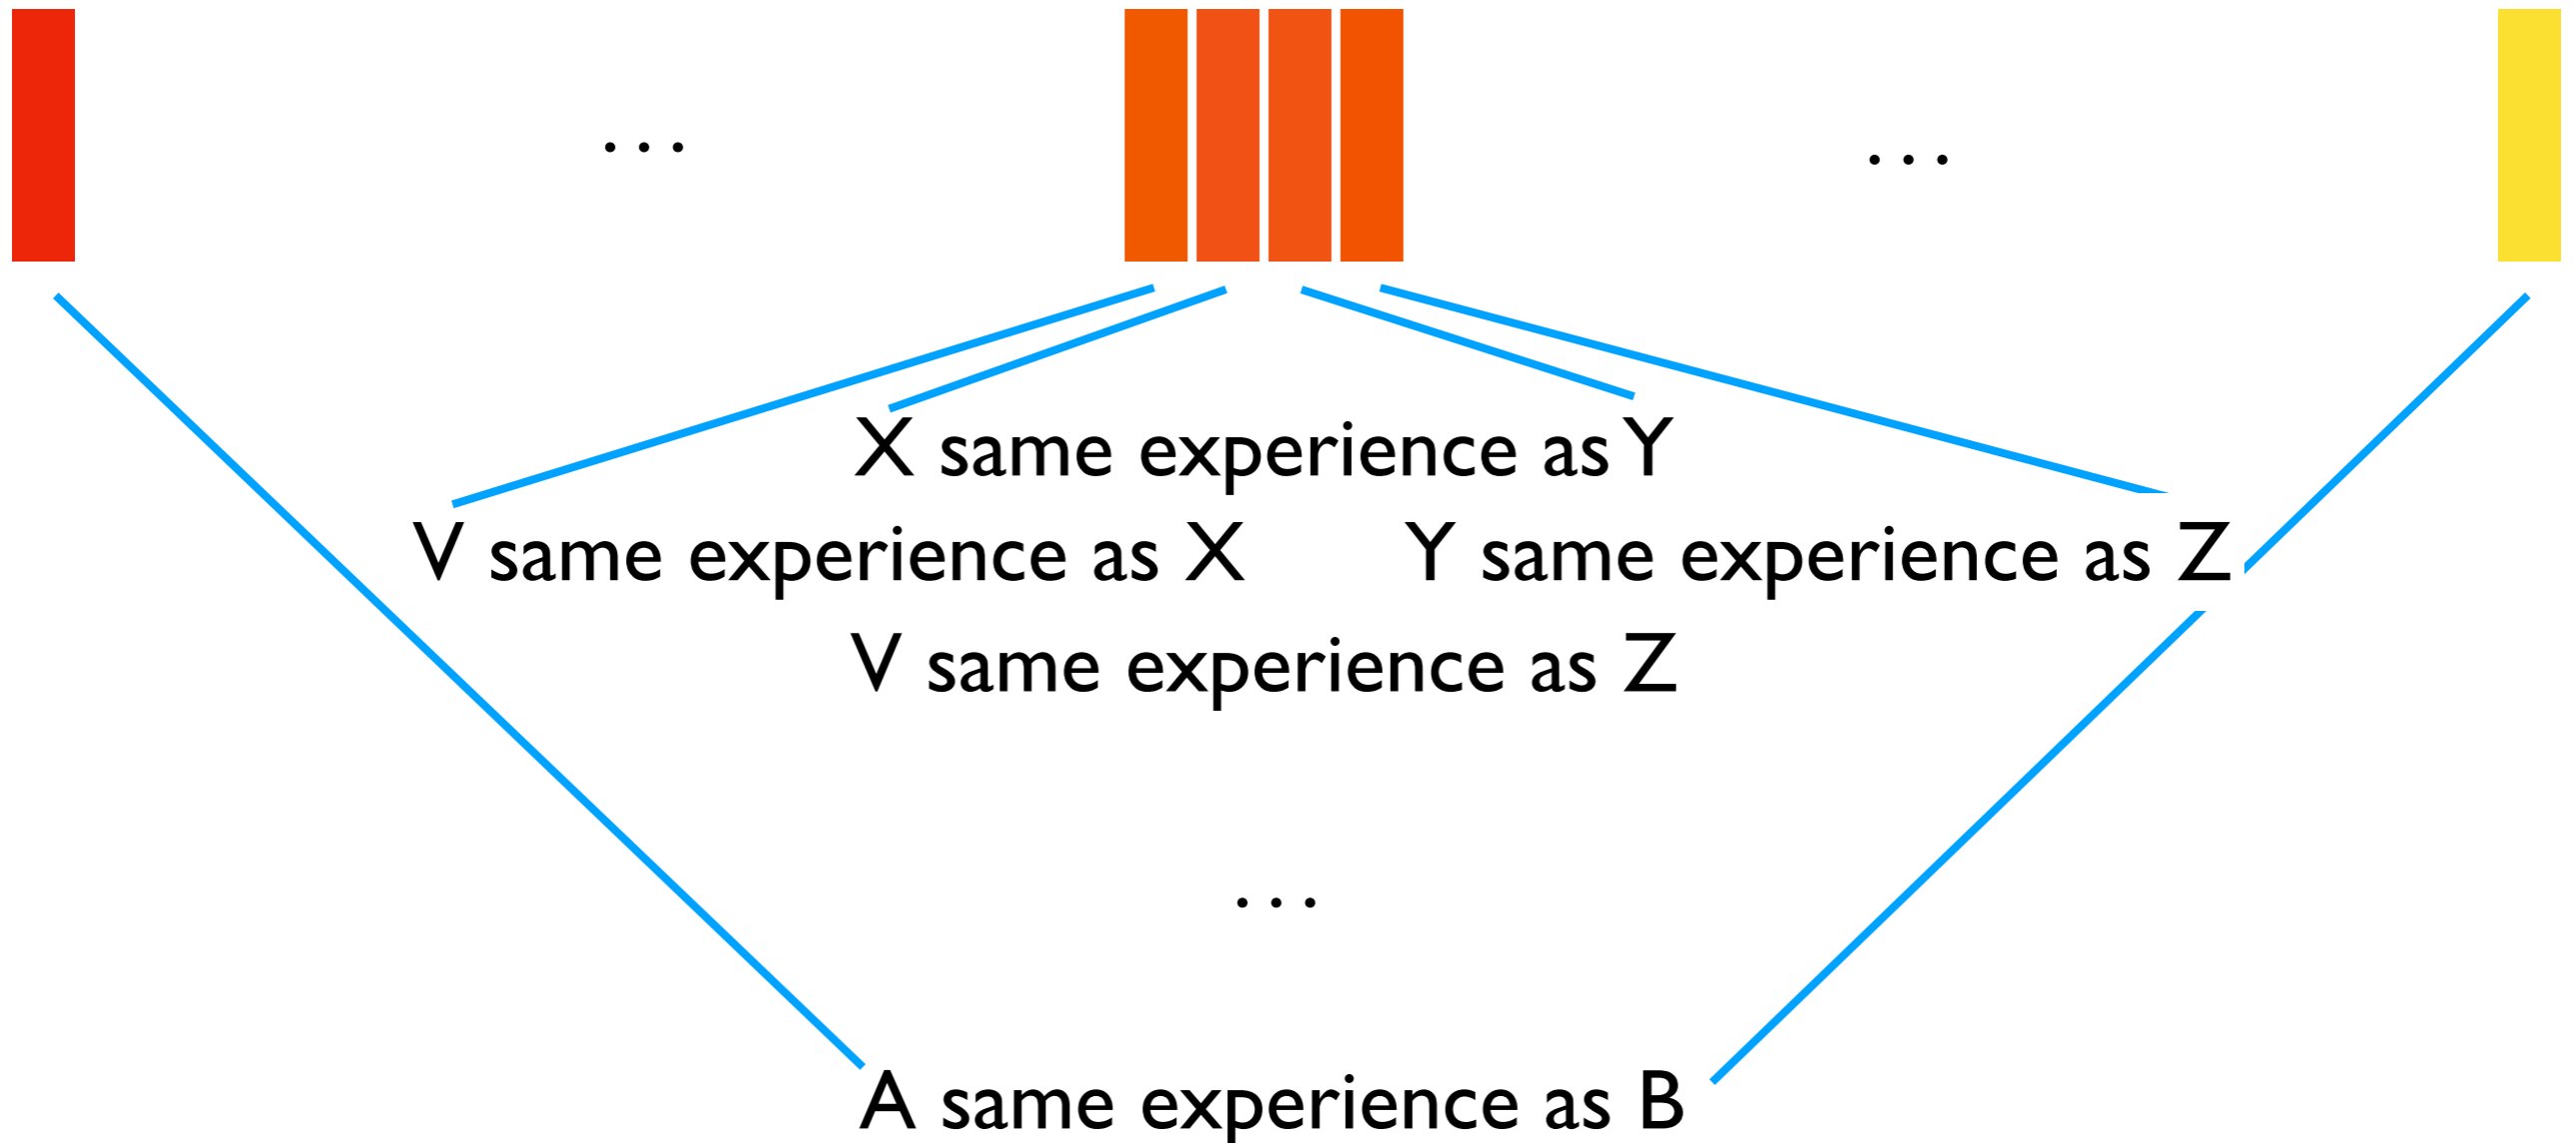 ...
...
X same experience as Y
V same experience as X
Y same experience as Z
V same experience as Z
...
A same experience as B